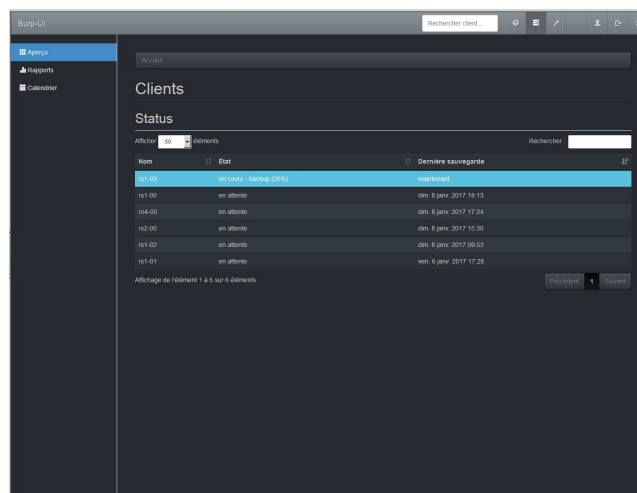 Burp-UI
Rechercher client...
Aperçu
Rapports
Calendrier
Accueil
Clients
Status
Afficher 50 éléments
Rechercher :
Nom État Dernière sauvegarde
rs1-03 en cours - backup (26%) maintenant
rs1-00 en attente dim. 8 janv. 2017 18:13
ro4-00 en attente dim. 8 janv. 2017 17:24
rs2-00 en attente dim. 8 janv. 2017 15:30
rs1-02 en attente dim. 8 janv. 2017 09:53
rs1-01 en attente ven. 6 janv. 2017 17:28
Affichage de l'élément 1 à 6 sur 6 éléments
Précédent 1 Suivant